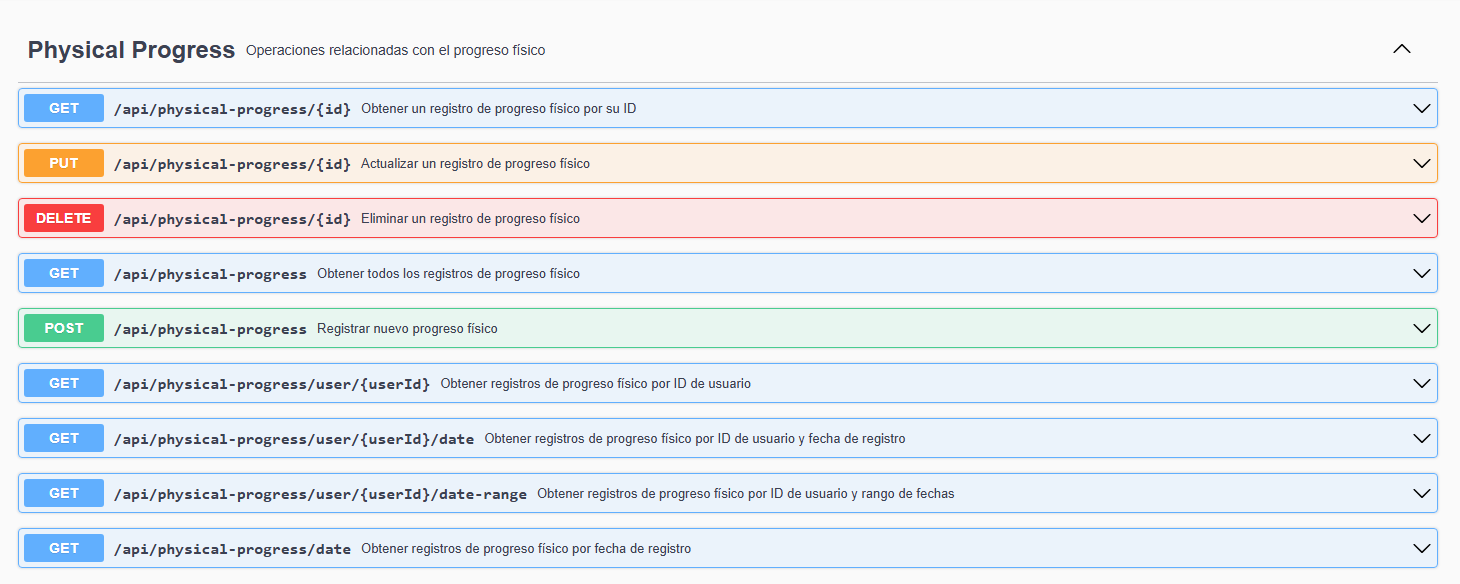 Physical Progress Operaciones relacionadas con el progreso físico
GET /api/physical-progress/{id} Obtener un registro de progreso físico por su ID
PUT /api/physical-progress/{id} Actualizar un registro de progreso físico
DELETE /api/physical-progress/{id} Eliminar un registro de progreso físico
GET /api/physical-progress Obtener todos los registros de progreso físico
POST /api/physical-progress Registrar nuevo progreso físico
GET /api/physical-progress/user/{userId} Obtener registros de progreso físico por ID de usuario
GET /api/physical-progress/user/{userId}/date Obtener registros de progreso físico por ID de usuario y fecha de registro
GET /api/physical-progress/user/{userId}/date-range Obtener registros de progreso físico por ID de usuario y rango de fechas
GET /api/physical-progress/date Obtener registros de progreso físico por fecha de registro